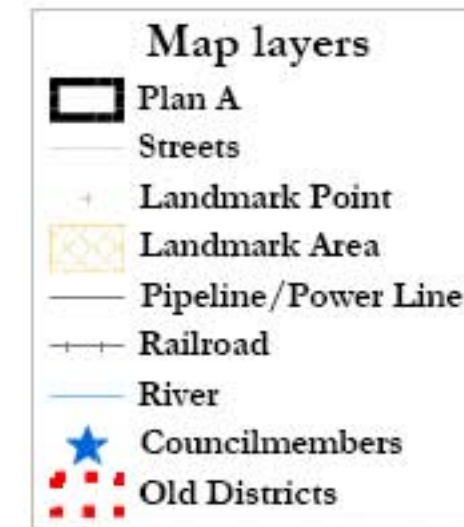 Map layers
Plan A
Streets
Landmark Point
Landmark Area
Pipeline/Power Line
Railroad
River
Councilmembers
Old Districts